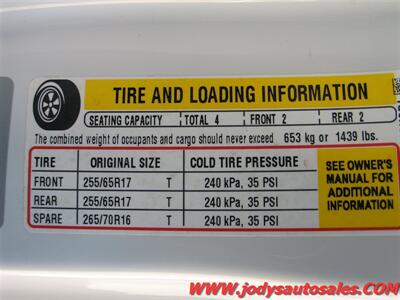 TIRE AND LOADING INFORMATION
SEATING CAPACITY TOTAL 4 FRONT 2 REAR 2
The combined weight of occupants and cargo should never exceed 653 kg or 1439 lbs.
TIRE ORIGINAL SIZE COLD TIRE PRESSURE
FRONT 255/65R17 T 240 kPa, 35 PSI
REAR 255/65R17 T 240 kPa, 35 PSI
SPARE 265/70R16 T 240 kPa, 35 PSI
SEE OWNER'S
MANUAL FOR
ADDITIONAL
INFORMATION
www.jodysautosales.com